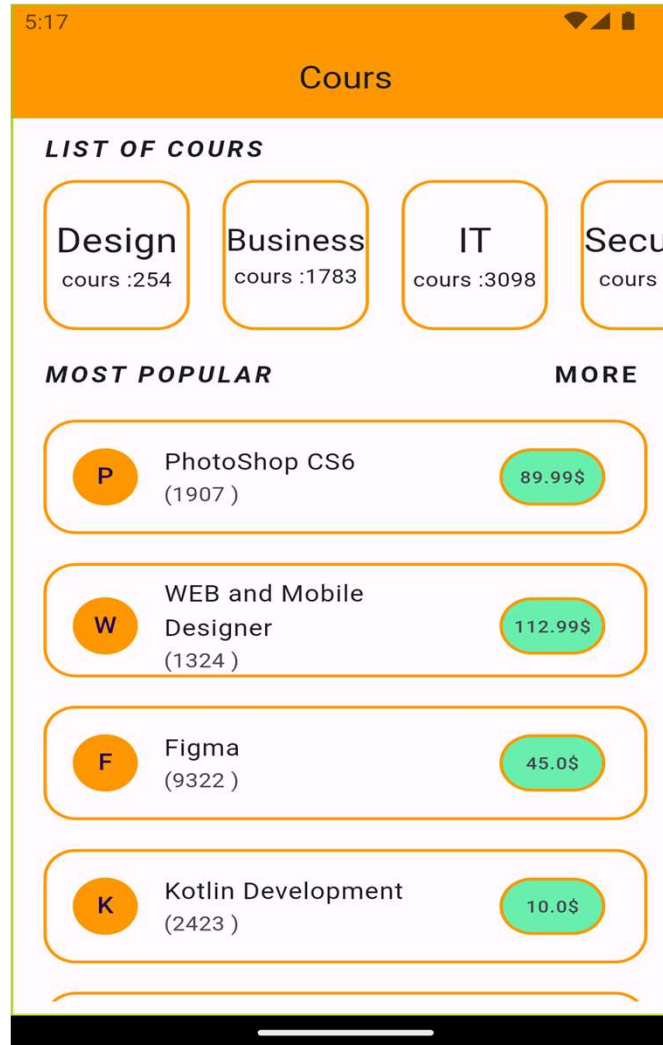 5:17
Cours
LIST OF COURS
Design
cours :254
Business
cours :1783
IT
cours :3098
Secu
cours
MOST POPULAR
MORE
P
PhotoShop CS6
(1907 )
89.99$
W
WEB and Mobile
Designer
(1324 )
112.99$
F
Figma
(9322 )
45.0$
K
Kotlin Development
(2423 )
10.0$